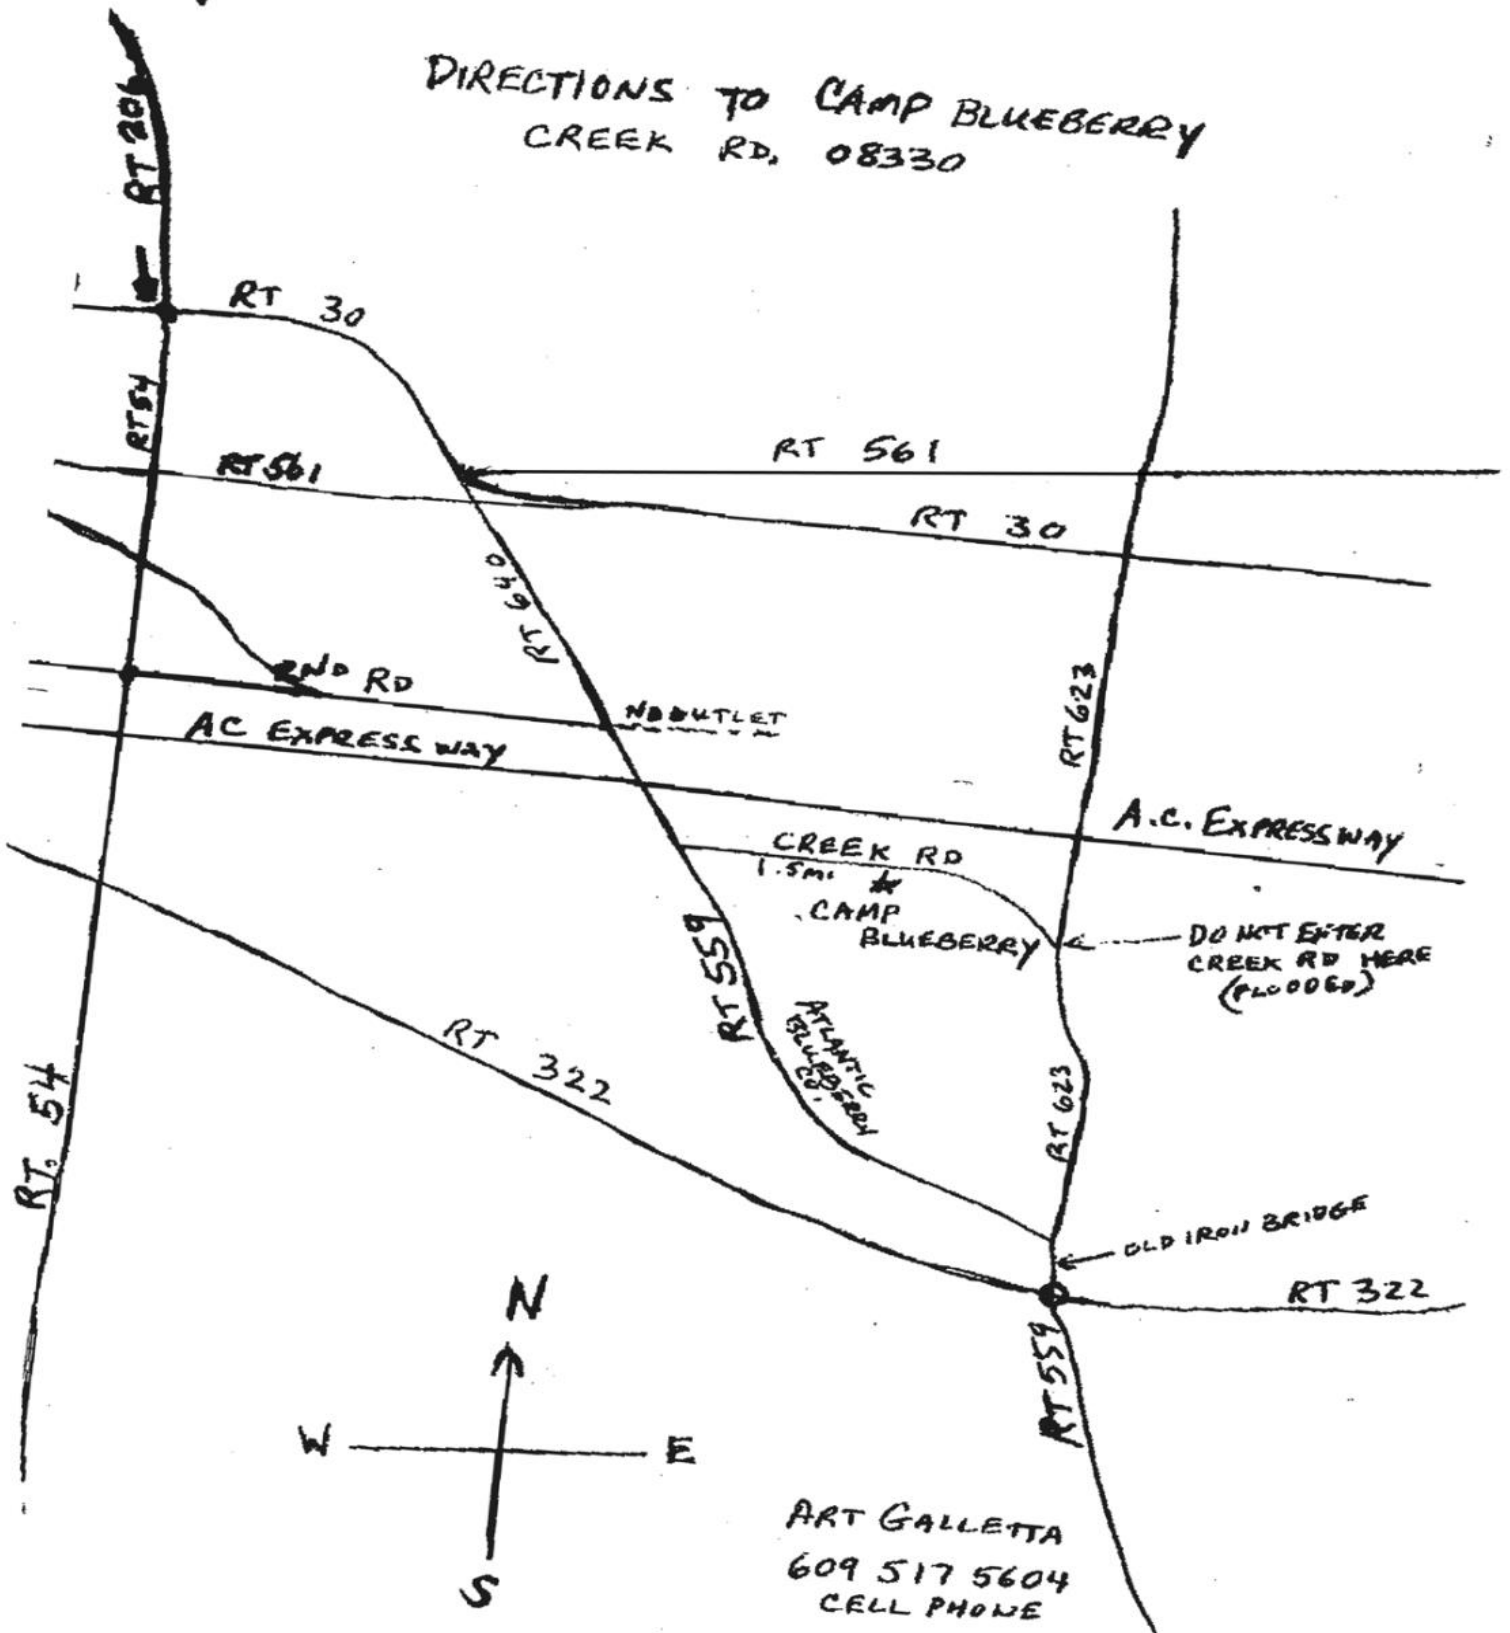 DIRECTIONS TO CAMP BLUEBERRY
CREEK RD. 08330
RT 206
RT 30
RT 54
RT 561
RT 561
RT 30
RT 640
2ND RD
NO OUTLET
AC EXPRESS WAY
RT 623
A.C. EXPRESSWAY
CREEK RD
1.5 MI to
CAMP
BLUEBERRY
DO NOT ENTER
CREEK RD HERE
(FLOODED)
RT 559
ATLANTIC
BLUEBERRY
CO.
RT 322
RT. 54
RT 623
OLD IRON BRIDGE
RT 322
RT 559
N
W
E
S
ART GALLETTA
609 517 5604
CELL PHONE